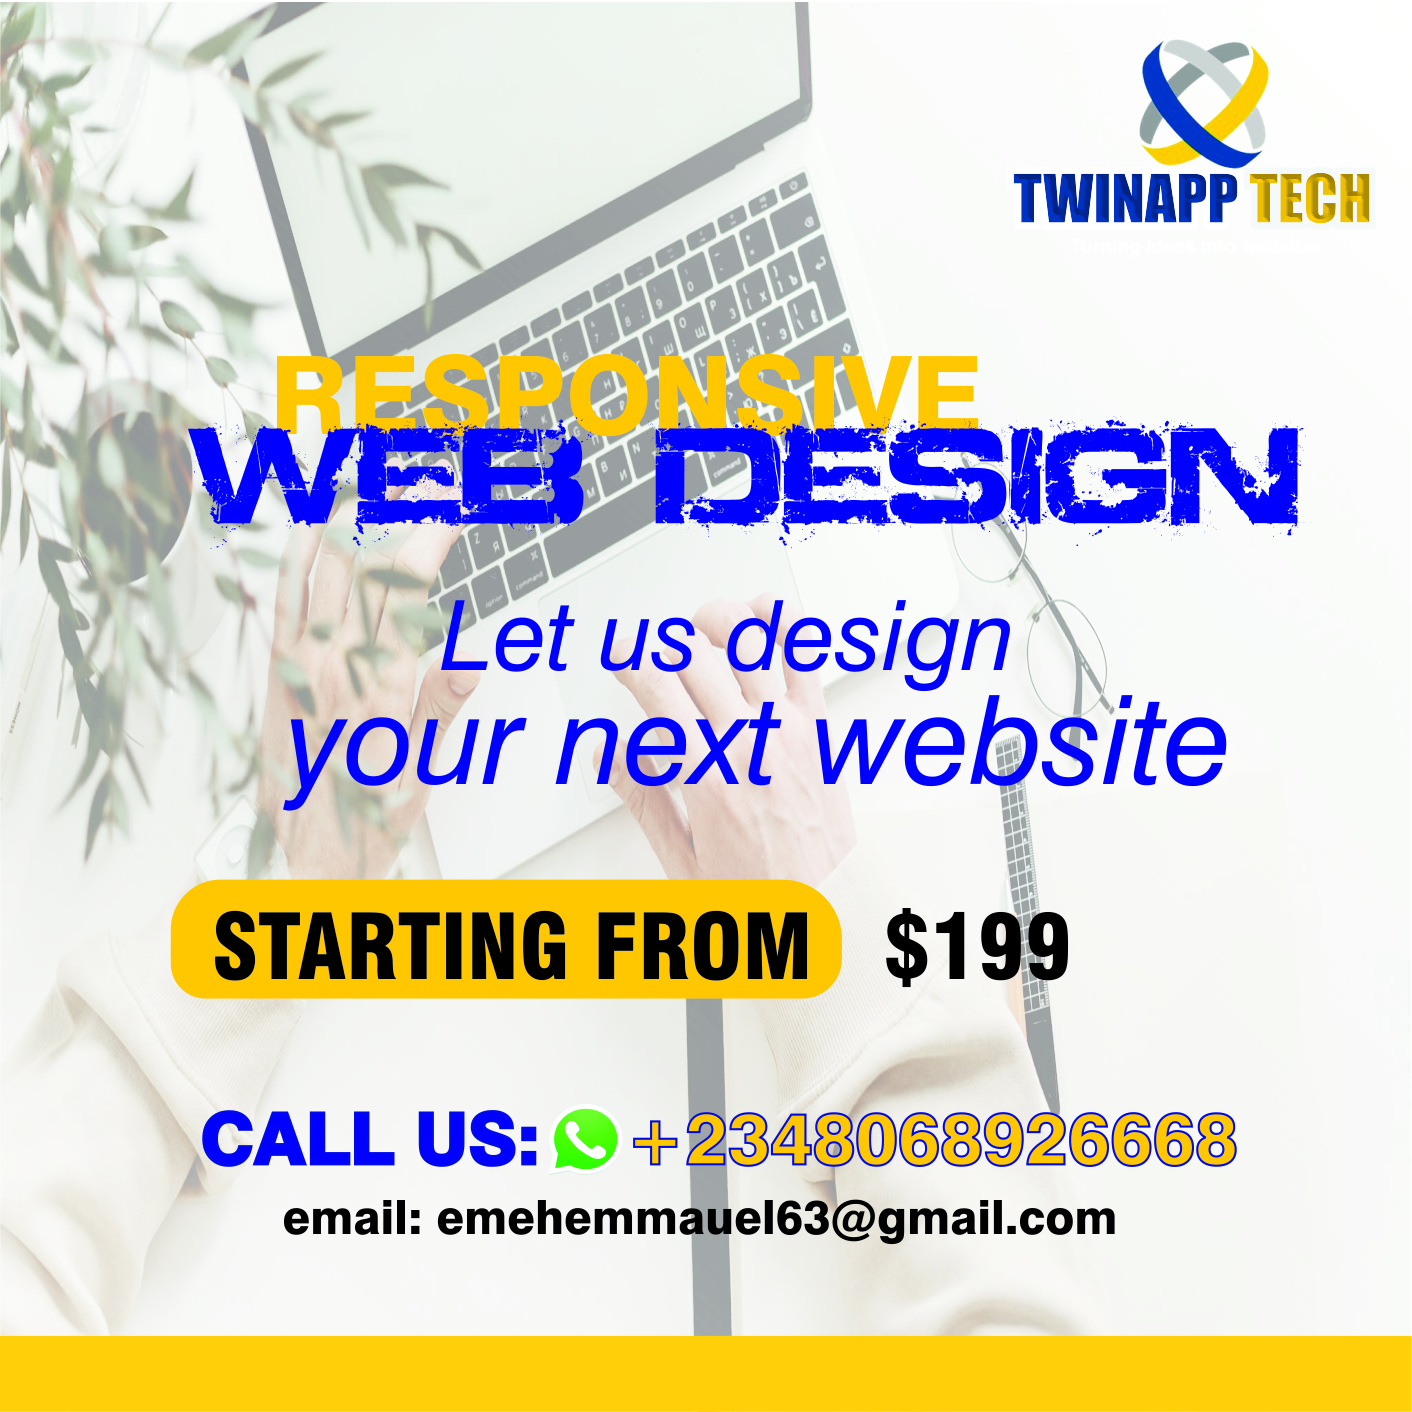 TWINAPP TECH
RESPONSIVE
WEB DESIGN
Let us design
your next website
STARTING FROM $199
CALL US: +2348068926668
email: emehemmauel63@gmail.com